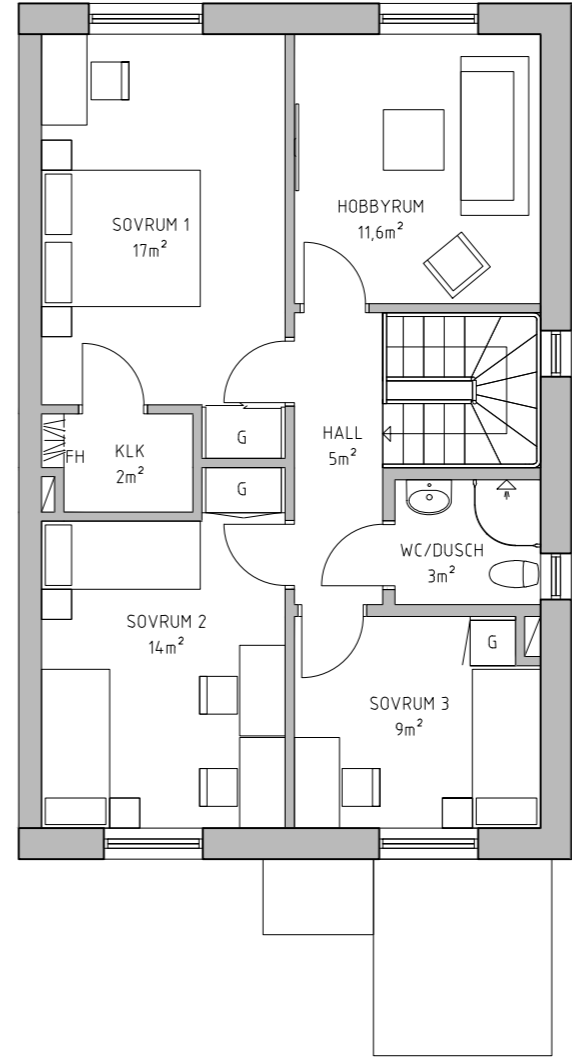 SOVRUM 1
17m²
HOBBYRUM
11,6m²
G
HALL
5m²
KLK
2m²
FH
G
WC/DUSCH
3m²
SOVRUM 2
14m²
G
SOVRUM 3
9m²